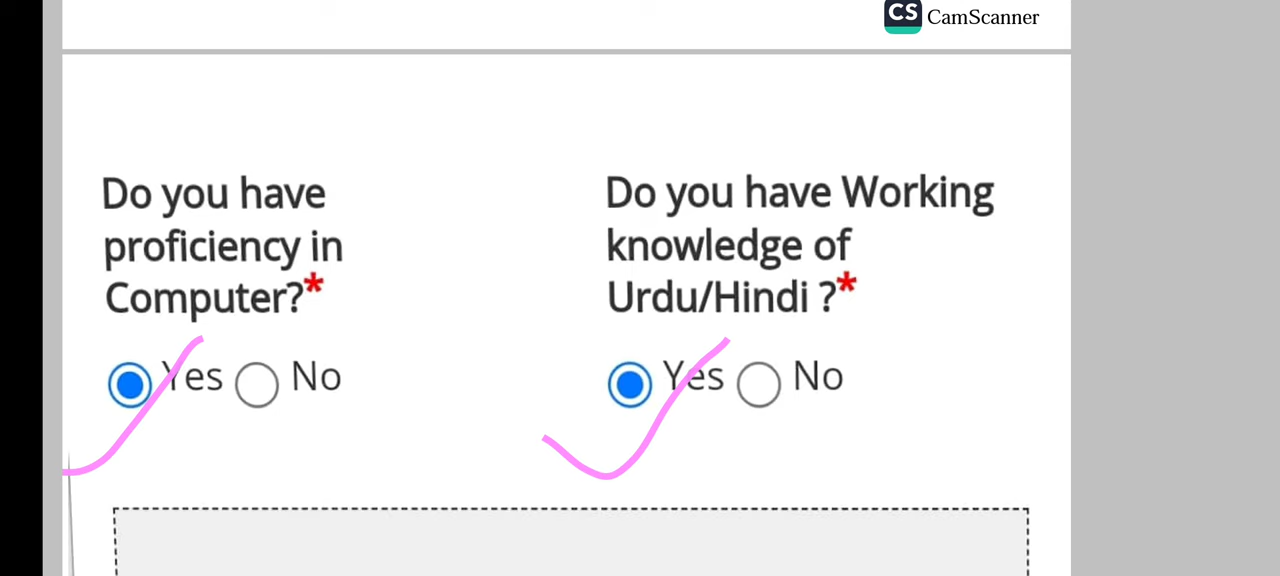 CS CamScanner
Do you have
proficiency in
Computer?*
Yes No
Do you have Working
knowledge of
Urdu/Hindi ?*
Yes No